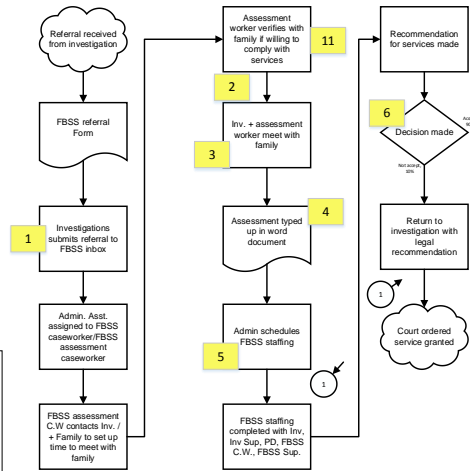 Referral received
from investigation
FBSS referral
Form
1
Investigations
submits referral to
FBSS inbox
Admin. Asst.
assigned to FBSS
caseworker/FBSS
assessment
caseworker
FBSS assessment
C.W contacts Inv. /
+ Family to set up
time to meet with
family
Assessment
worker verifies with
family if willing to
comply with
services
11
2
Inv. + assessment
worker meet with
family
3
Assessment typed
up in word
document
4
Admin schedules
FBSS staffing
5
1
FBSS staffing
completed with Inv,
Inv Sup, PD, FBSS
C.W., FBSS Sup.
Recommendation
for services made
6
Decision made
Not accept,
10%
Return to
investigation with
legal
recommendation
1
Court ordered
service granted